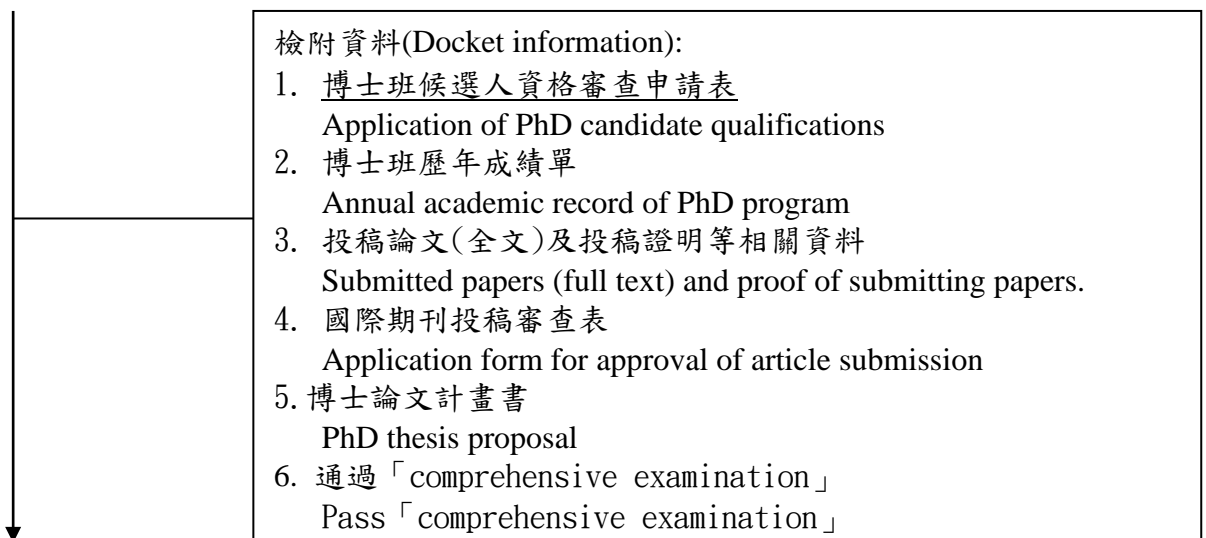 檢附資料(Docket information):
1. 博士班候選人資格審查申請表
Application of PhD candidate qualifications
2. 博士班歷年成績單
Annual academic record of PhD program
3. 投稿論文(全文)及投稿證明等相關資料
Submitted papers (full text) and proof of submitting papers.
4. 國際期刊投稿審查表
Application form for approval of article submission
5.博士論文計畫書
PhD thesis proposal
6. 通過「comprehensive examination」
Pass「comprehensive examination」